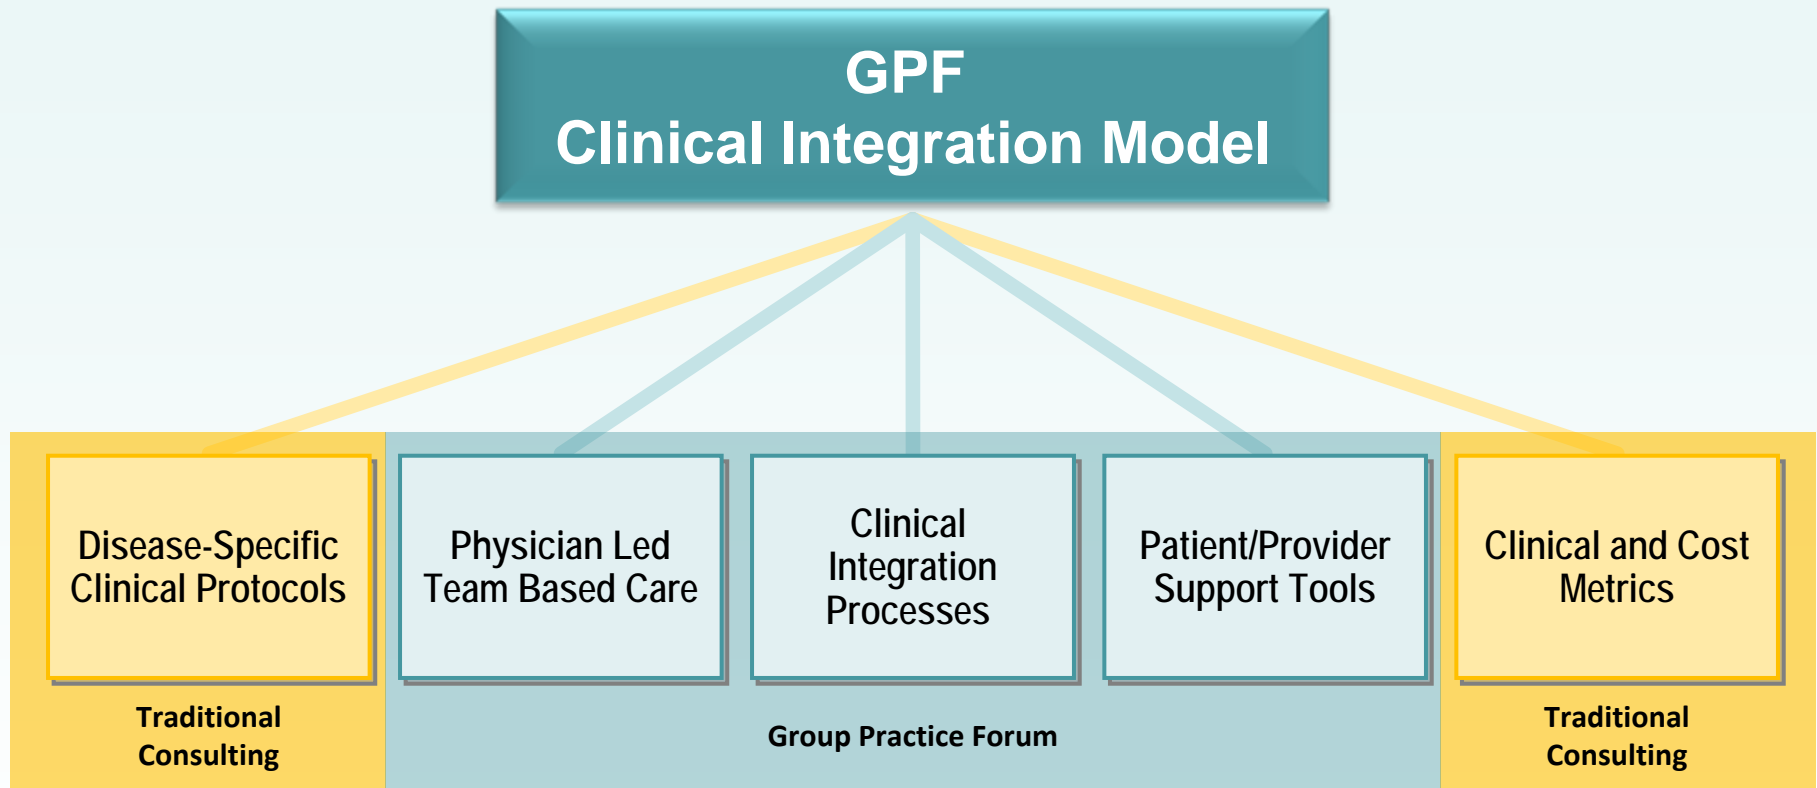 GPF
Clinical Integration Model
Disease-Specific
Clinical Protocols
Physician Led
Team Based Care
Clinical
Integration
Processes
Patient/Provider
Support Tools
Clinical and Cost
Metrics
Traditional
Consulting
Group Practice Forum
Traditional
Consulting